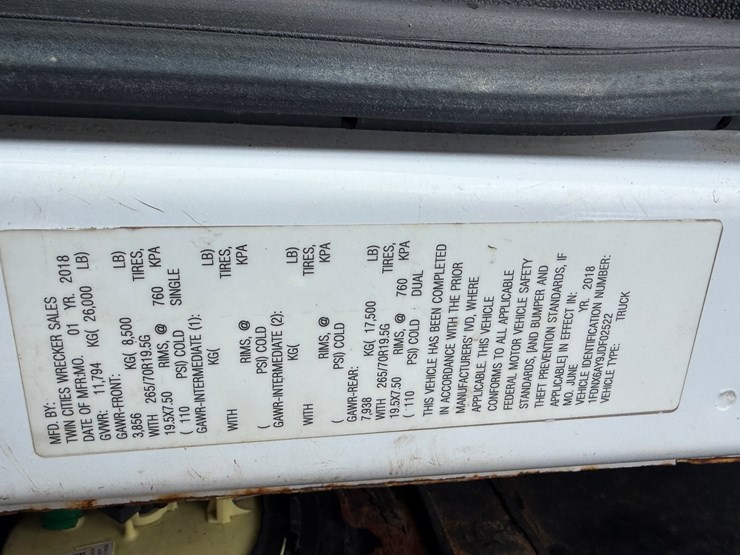 MFD. BY:
TWIN CITIES WRECKER SALES
DATE OF MFR.MO. 01 YR. 2018
GVWR: 11,794 KG( 26,000 LB)
GAWR-FRONT:
3,856 KG( 8,500 LB)
WITH 265/70R19.5G TIRES,
19.5X7.50 RIMS, @ 760 KPA
( 110 PSI) COLD SINGLE
GAWR-INTERMEDIATE (1):
KG( LB)
WITH TIRES,
RIMS, @ KPA
( PSI) COLD
GAWR-INTERMEDIATE (2):
KG( LB)
WITH TIRES,
RIMS, @ KPA
( PSI) COLD
GAWR-REAR:
7,938 KG( 17,500 LB)
WITH 265/70R19.5G TIRES,
19.5X7.50 RIMS, @ 760 KPA
( 110 PSI) COLD DUAL
THIS VEHICLE HAS BEEN COMPLETED
IN ACCORDANCE WITH THE PRIOR
MANUFACTURERS' IVD, WHERE
APPLICABLE. THIS VEHICLE
CONFORMS TO ALL APPLICABLE
FEDERAL MOTOR VEHICLE SAFETY
STANDARDS, [AND BUMPER AND
THEFT PREVENTION STANDARDS, IF
APPLICABLE] IN EFFECT IN:
MO. JUNE YR. 2018
VEHICLE IDENTIFICATION NUMBER:
1FDNX6AY9JDF02522
VEHICLE TYPE: TRUCK